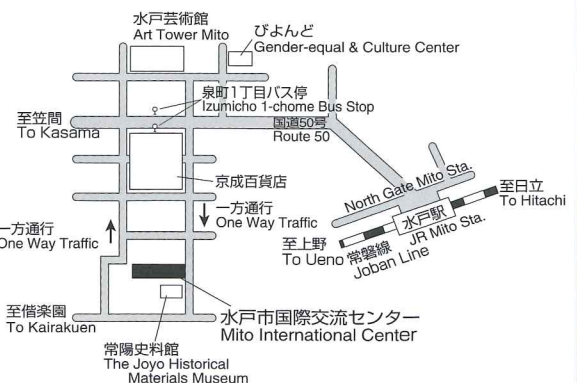 水戸芸術館
Art Tower Mito
びよんど
Gender-equal & Culture Center
泉町1丁目バス停
Izumicho 1-chome Bus Stop
至笠間
To Kasama
国道50号
Route 50
京成百貨店
North Gate Mito Sta.
至日立
To Hitachi
水戸駅
JR Mito Sta.
一方通行
One Way Traffic
一方通行
One Way Traffic
至上野
To Ueno
常磐線
Joban Line
至偕楽園
To Kairakuen
水戸市国際交流センター
Mito International Center
常陽史料館
The Joyo Historical
Materials Museum